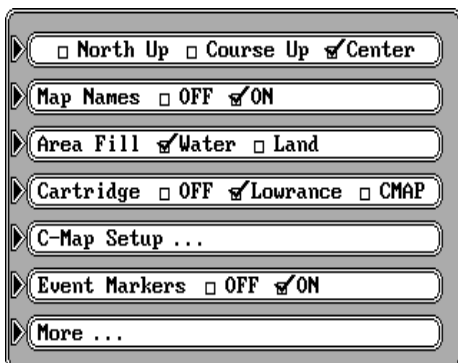 North Up Course Up Center
Map Names OFF ON
Area Fill Water Land
Cartridge OFF Lowrance CMAP
C-Map Setup ...
Event Markers OFF ON
More ...